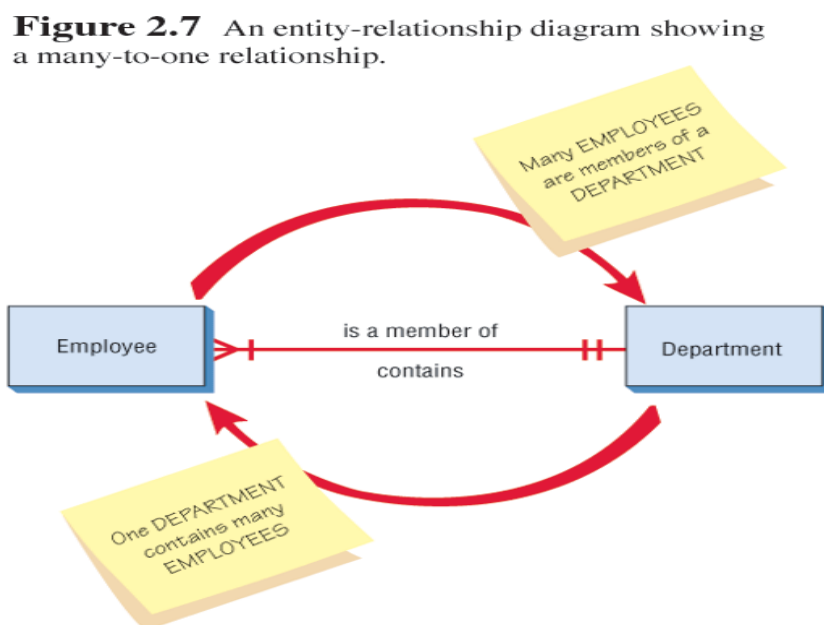 Figure 2.7 An entity-relationship diagram showing
a many-to-one relationship.
Many EMPLOYEES
are members of a
DEPARTMENT
Employee
is a member of
contains
Department
One DEPARTMENT
contains many
EMPLOYEES